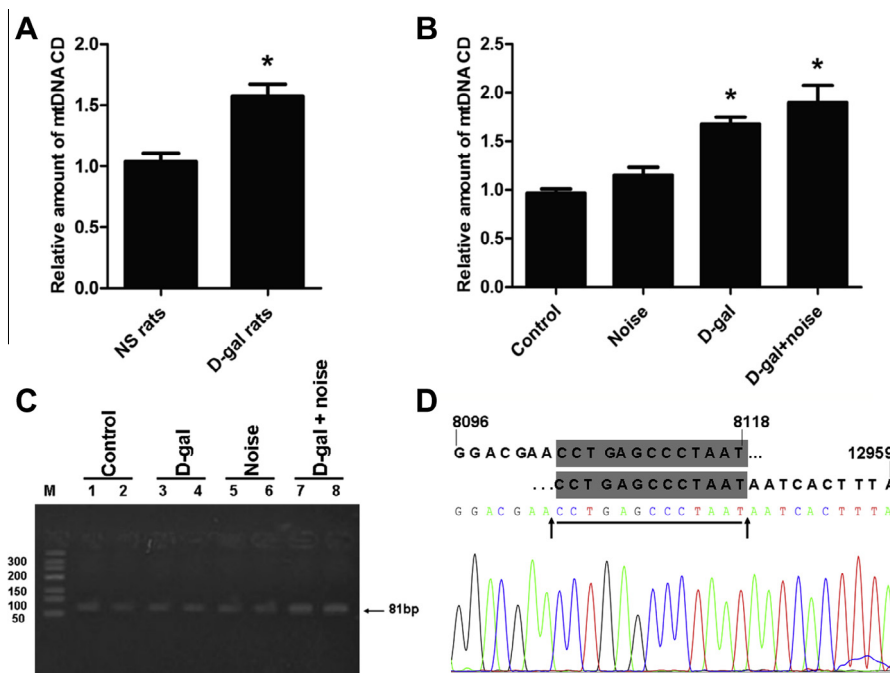 A
Relative amount of mtDNA CD
2.0
1.5
1.0
0.5
0.0
*
NS rats
D-gal rats
B
Relative amount of mtDNA CD
2.5
2.0
1.5
1.0
0.5
0.0
*
*
Control
Noise
D-gal
D-gal+noise
C
Control
D-gal
Noise
D-gal + noise
M 1 2 3 4 5 6 7 8
300
200
150
100
50
81bp
D
8096 8118
GGACGAACCTGAGCCCTAAT...
12959
...CCTGAGCCCTAATAATCACTTTA
GGACGAACCTGAGCCCTAATAATCACTTTA